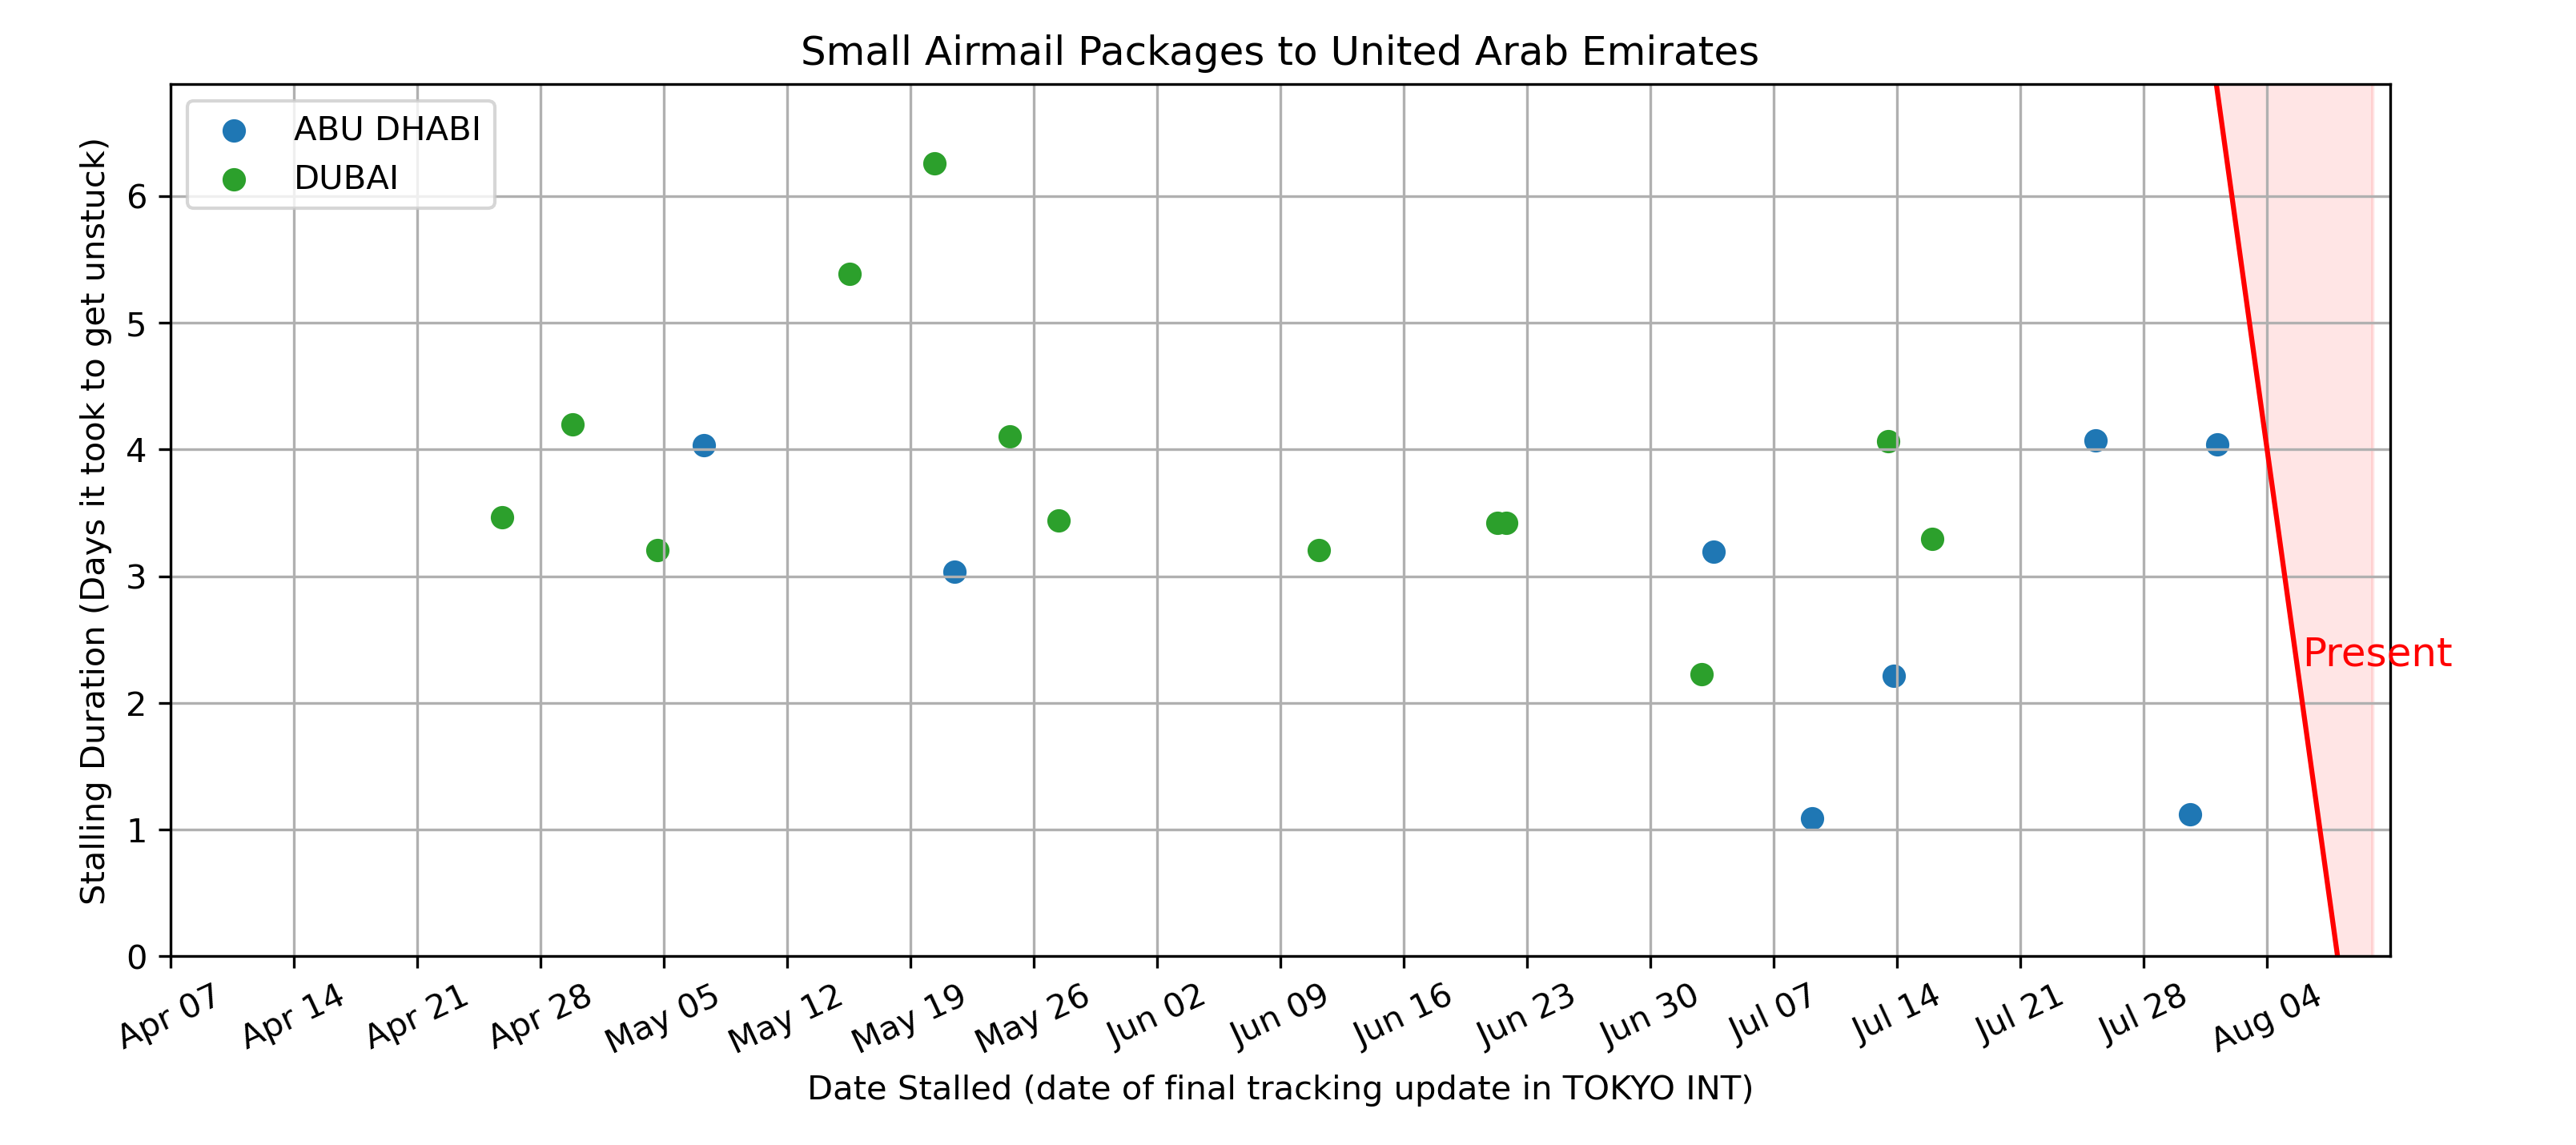 Small Airmail Packages to United Arab Emirates
ABU DHABI
DUBAI
Stalling Duration (Days it took to get unstuck)
6
5
4
3
2
1
0
Present
Apr 07
Apr 14
Apr 21
Apr 28
May 05
May 12
May 19
May 26
Jun 02
Jun 09
Jun 16
Jun 23
Jun 30
Jul 07
Jul 14
Jul 21
Jul 28
Aug 04
Date Stalled (date of final tracking update in TOKYO INT)